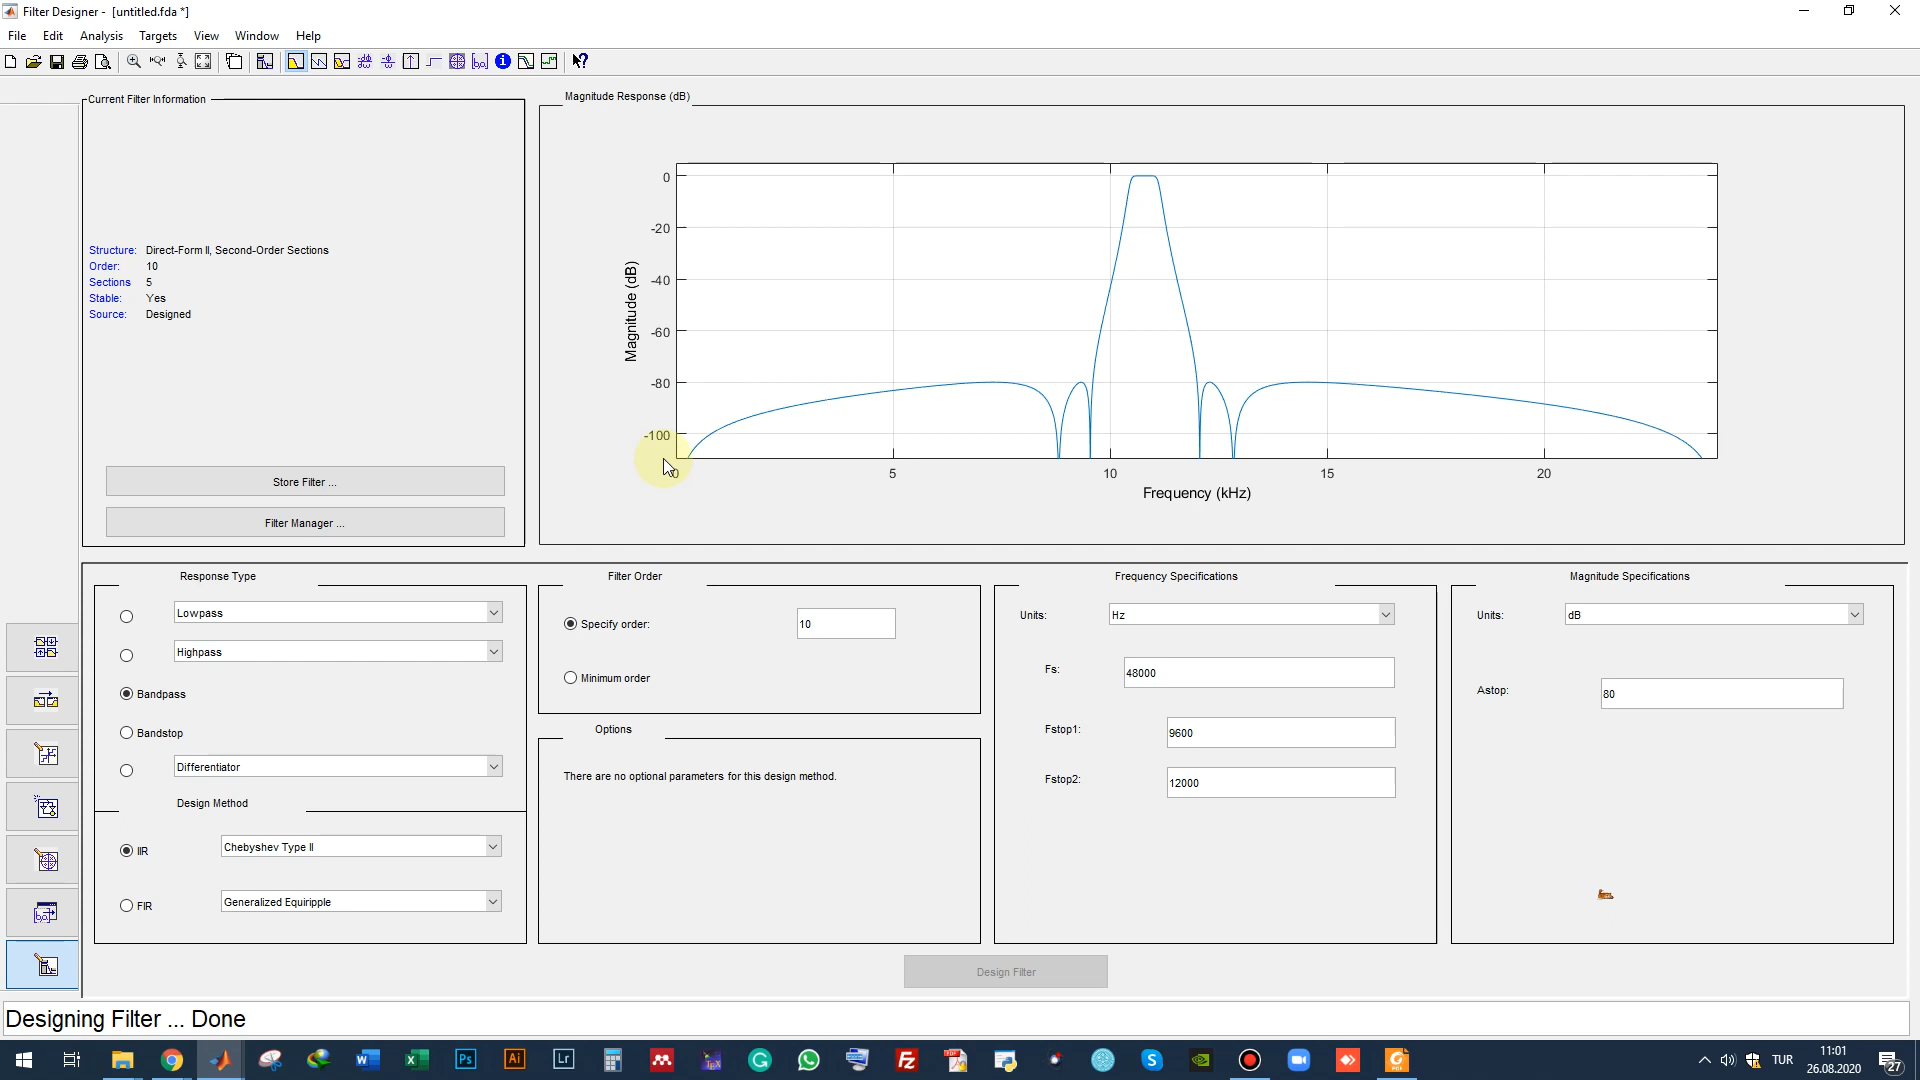 Filter Designer - [untitled.fda *]
File Edit Analysis Targets View Window Help
Current Filter Information
Structure: Direct-Form II, Second-Order Sections
Order: 10
Sections 5
Stable: Yes
Source: Designed
Store Filter ...
Filter Manager ...
Magnitude Response (dB)
Magnitude (dB)
0
-20
-40
-60
-80
-100
0 5 10 15 20
Frequency (kHz)
Response Type
Lowpass
Highpass
Bandpass
Bandstop
Differentiator
Design Method
IIR Chebyshev Type II
FIR Generalized Equiripple
Filter Order
Specify order: 10
Minimum order
Options
There are no optional parameters for this design method.
Frequency Specifications
Units: Hz
Fs: 48000
Fstop1: 9600
Fstop2: 12000
Magnitude Specifications
Units: dB
Astop: 80
Design Filter
Designing Filter ... Done
TUR
11:01
26.08.2020
27